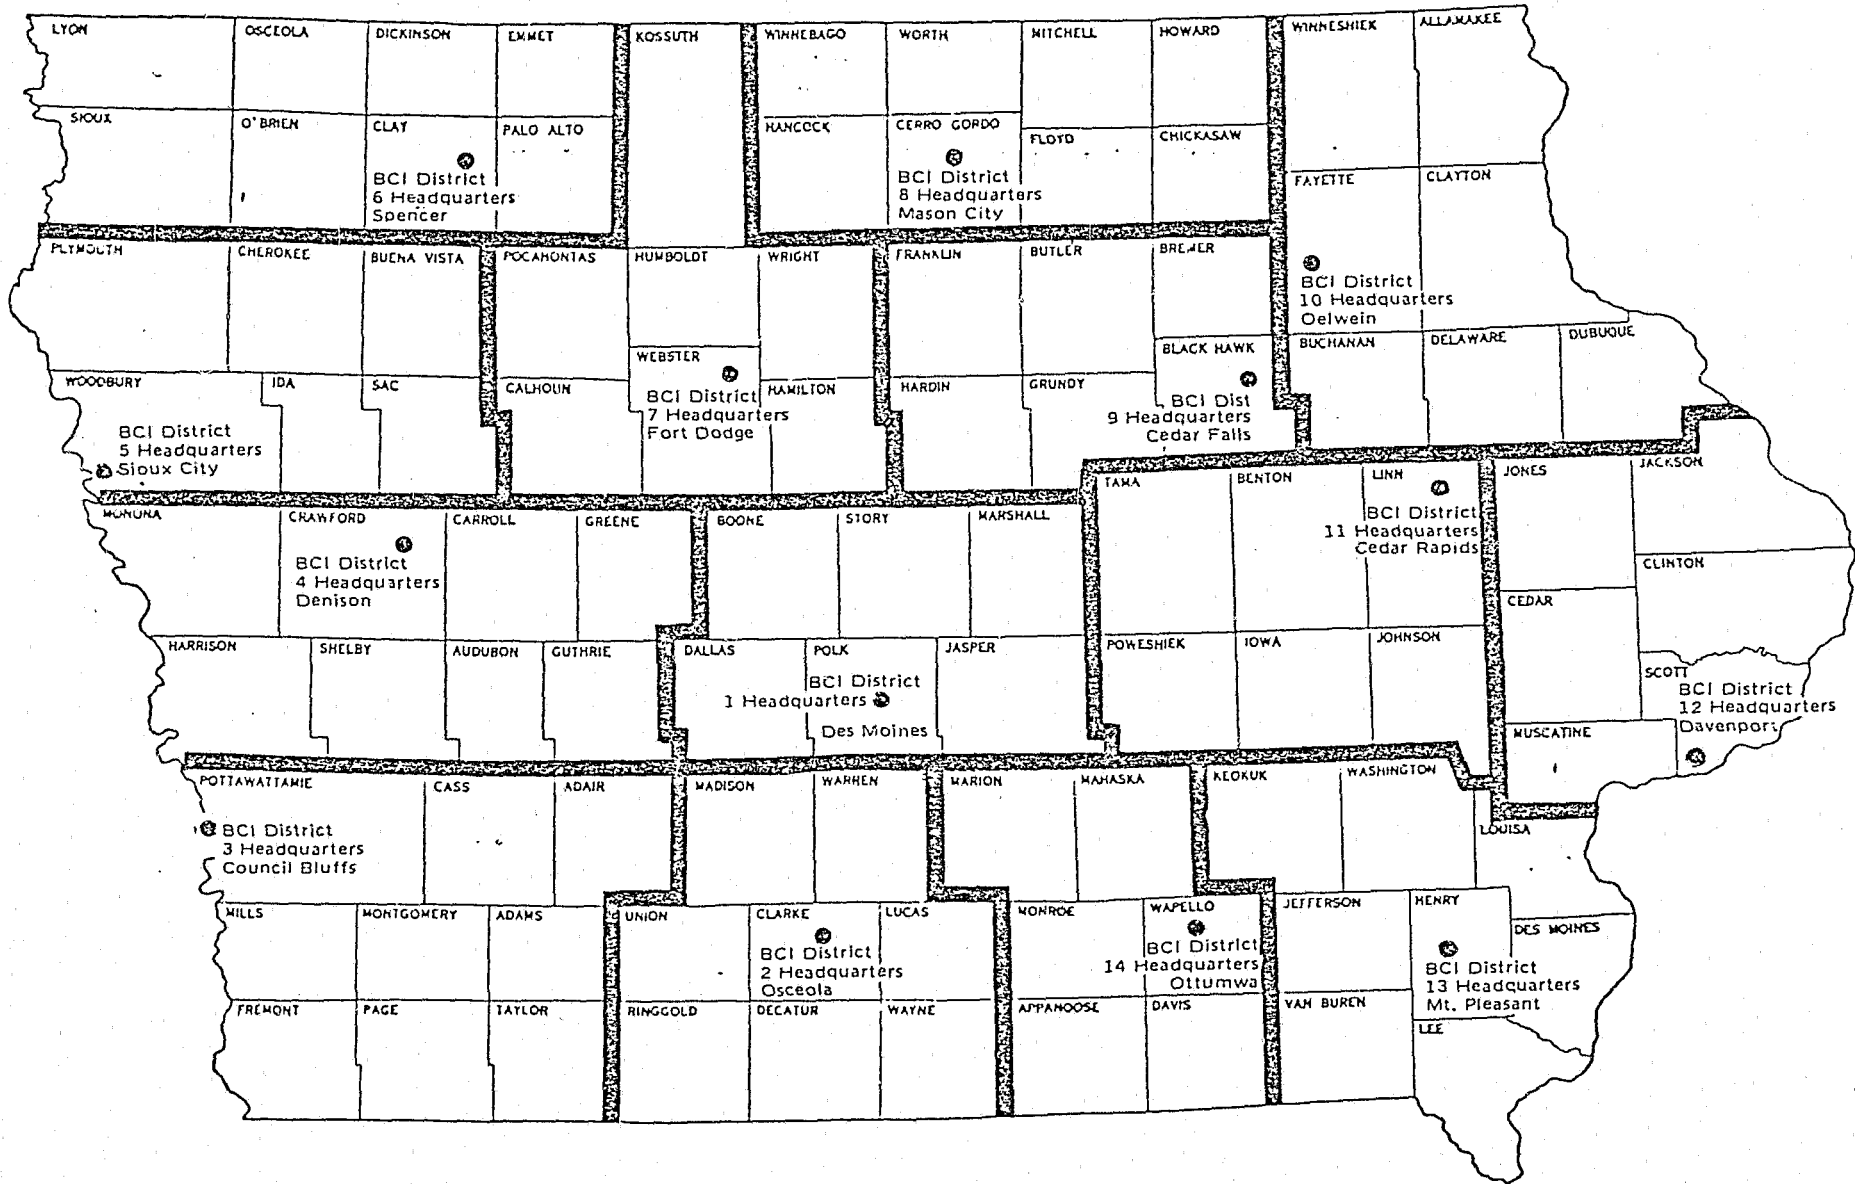 LYON
OSCEOLA
DICKINSON
EMMET
KOSSUTH
WINNEBAGO
WORTH
MITCHELL
HOWARD
WINNESHIEK
ALLAMAKEE
SIOUX
O'BRIEN
CLAY
PALO ALTO
HANCOCK
CERRO GORDO
FLOYD
CHICKASAW
BCI District
6 Headquarters
Spencer
BCI District
8 Headquarters
Mason City
FAYETTE
CLAYTON
PLYMOUTH
CHEROKEE
BUENA VISTA
POCAHONTAS
HUMBOLDT
WRIGHT
FRANKLIN
BUTLER
BREMER
BCI District
10 Headquarters
Oelwein
WEBSTER
BLACK HAWK
BUCHANAN
DELAWARE
DUBUQUE
WOODBURY
IDA
SAC
CALHOUN
HAMILTON
HARDIN
GRUNDY
BCI District
7 Headquarters
Fort Dodge
BCI Dist
9 Headquarters
Cedar Falls
BCI District
5 Headquarters
Sioux City
TAMA
BENTON
LINN
JONES
JACKSON
MONONA
CRAWFORD
CARROLL
GREENE
BOONE
STORY
MARSHALL
BCI District
11 Headquarters
Cedar Rapids
BCI District
4 Headquarters
Denison
CLINTON
CEDAR
HARRISON
SHELBY
AUDUBON
GUTHRIE
DALLAS
POLK
JASPER
POWESHIEK
IOWA
JOHNSON
SCOTT
BCI District
1 Headquarters
Des Moines
BCI District
12 Headquarters
Davenport
MUSCATINE
POTTAWATTAMIE
CASS
ADAIR
MADISON
WARREN
MARION
MAHASKA
KEOKUK
WASHINGTON
LOUISA
BCI District
3 Headquarters
Council Bluffs
MILLS
MONTGOMERY
ADAMS
UNION
CLARKE
LUCAS
MONROE
WAPELLO
JEFFERSON
HENRY
DES MOINES
BCI District
2 Headquarters
Osceola
BCI District
14 Headquarters
Ottumwa
BCI District
13 Headquarters
Mt. Pleasant
FREMONT
PAGE
TAYLOR
RINGGOLD
DECATUR
WAYNE
APPANOOSE
DAVIS
VAN BUREN
LEE